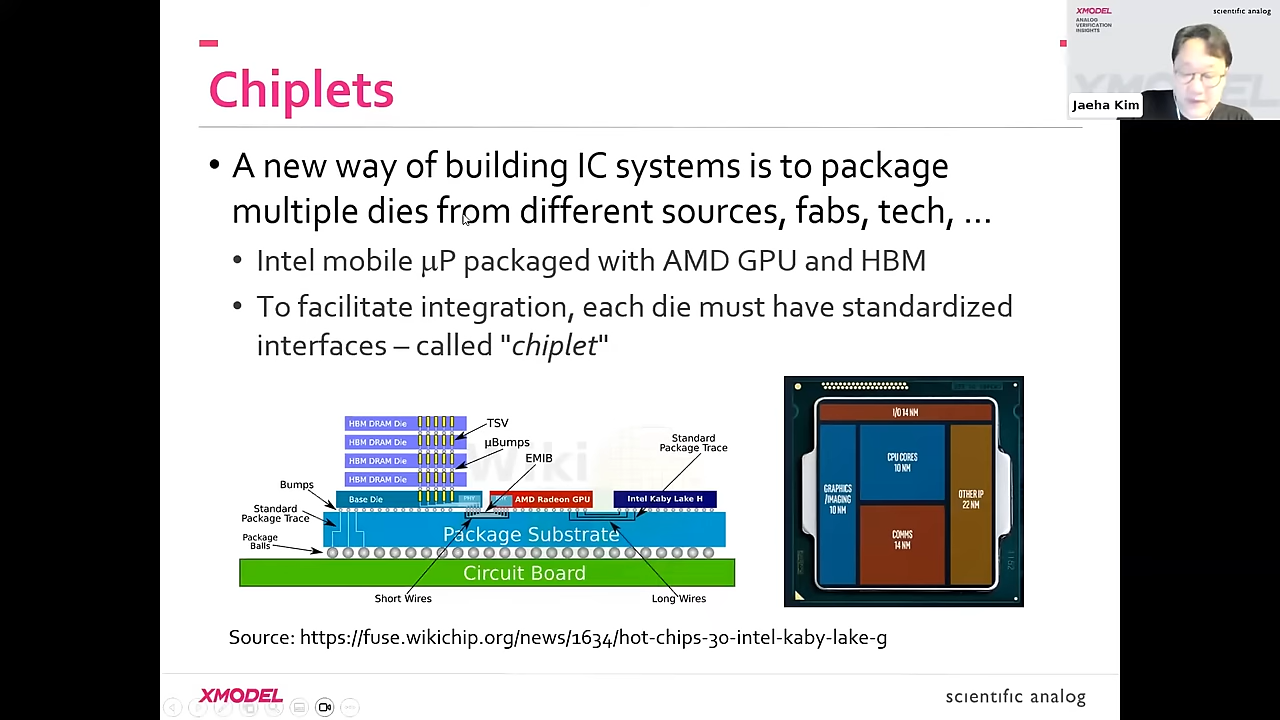 XMODEL
ANALOG
VERIFICATION
INSIGHTS
scientific analog
Jaeha Kim
Chiplets
• A new way of building IC systems is to package
multiple dies from different sources, fabs, tech, ...
• Intel mobile μP packaged with AMD GPU and HBM
• To facilitate integration, each die must have standardized
interfaces – called "chiplet"
HBM DRAM Die
HBM DRAM Die
HBM DRAM Die
HBM DRAM Die
TSV
μBumps
EMIB
Standard
Package Trace
Bumps
Base Die
PHY
AMD Radeon GPU
Intel Kaby Lake H
Standard
Package Trace
Package
Balls
Package Substrate
Circuit Board
Short Wires
Long Wires
Wiki
I/O 14 NM
GRAPHICS
/IMAGING
10 NM
CPU CORES
10 NM
COMMS
14 NM
OTHER IP
22 NM
Source: https://fuse.wikichip.org/news/1634/hot-chips-30-intel-kaby-lake-g
XMODEL
scientific analog